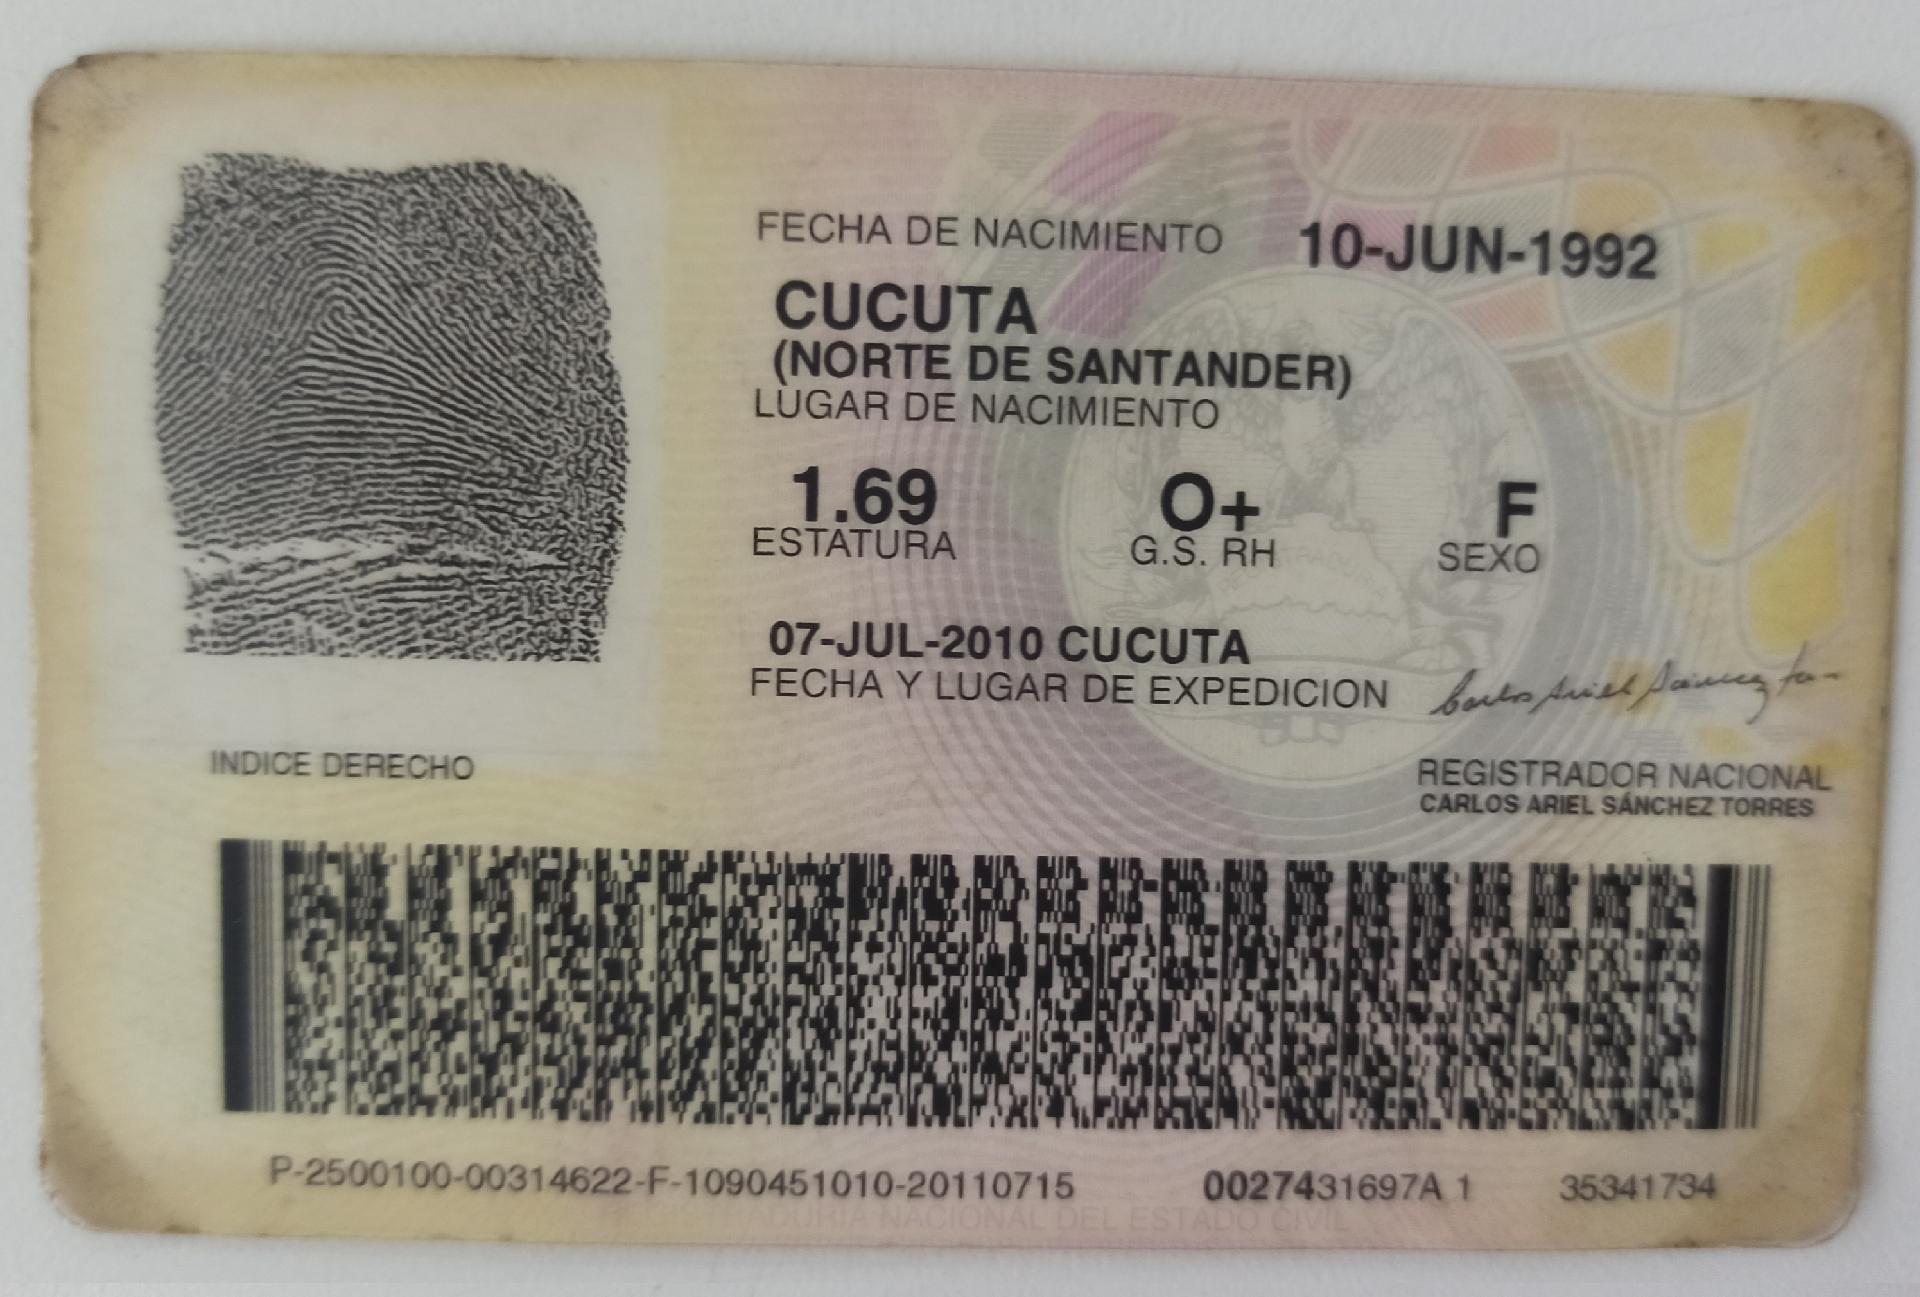 FECHA DE NACIMIENTO 10-JUN-1992
CUCUTA
(NORTE DE SANTANDER)
LUGAR DE NACIMIENTO
1.69 O+ F
ESTATURA G.S. RH SEXO
07-JUL-2010 CUCUTA
FECHA Y LUGAR DE EXPEDICION
Carlos Ariel Sánchez
INDICE DERECHO
REGISTRADOR NACIONAL
CARLOS ARIEL SÁNCHEZ TORRES
P-2500100-00314622-F-1090451010-20110715 0027431697A 1 35341734
REGISTRADURIA NACIONAL DEL ESTADO CIVIL